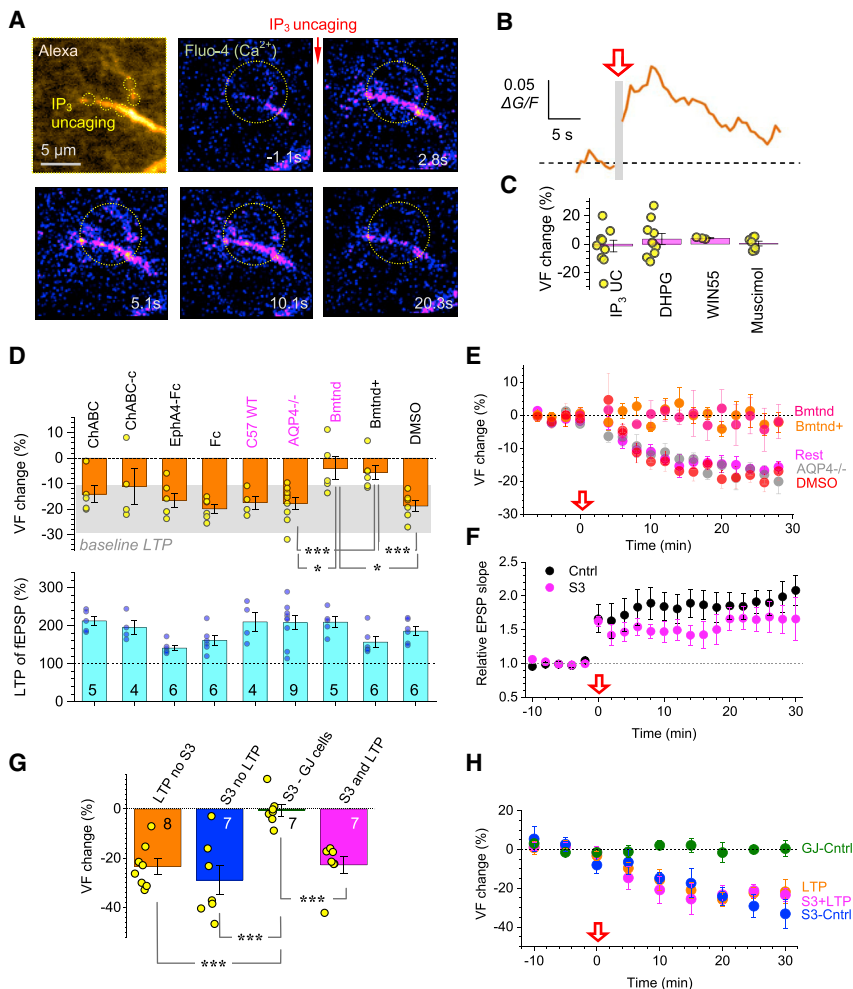 A
IP3 uncaging
Alexa
IP3
uncaging
5 µm
Fluo-4 (Ca2+)
-1.1s
2.8s
5.1s
10.1s
20.3s
B
0.05
ΔG/F
5 s
C
VF change (%)
20
0
-20
IP3 UC
DHPG
WIN55
Muscimol
D
ChABC
ChABC-c
EphA4-Fc
Fc
C57 WT
AQP4-/-
Bmtnd
Bmtnd+
DMSO
VF change (%)
10
0
-10
-20
-30
baseline LTP
***
***
*
*
LTP of fEPSP (%)
300
200
100
0
5
4
6
6
4
9
5
6
6
E
VF change (%)
10
0
-10
-20
-30
Bmtnd
Bmtnd+
Rest
AQP4-/-
DMSO
0
10
20
30
Time (min)
F
Relative EPSP slope
2.5
2.0
1.5
1.0
0.5
Cntrl
S3
-10
0
10
20
30
Time (min)
G
LTP no S3
S3 no LTP
S3 - GJ cells
S3 and LTP
VF change (%)
20
0
-20
-40
8
7
7
7
***
***
***
H
VF change (%)
20
0
-20
-40
GJ-Cntrl
LTP
S3+LTP
S3-Cntrl
-10
0
10
20
30
Time (min)